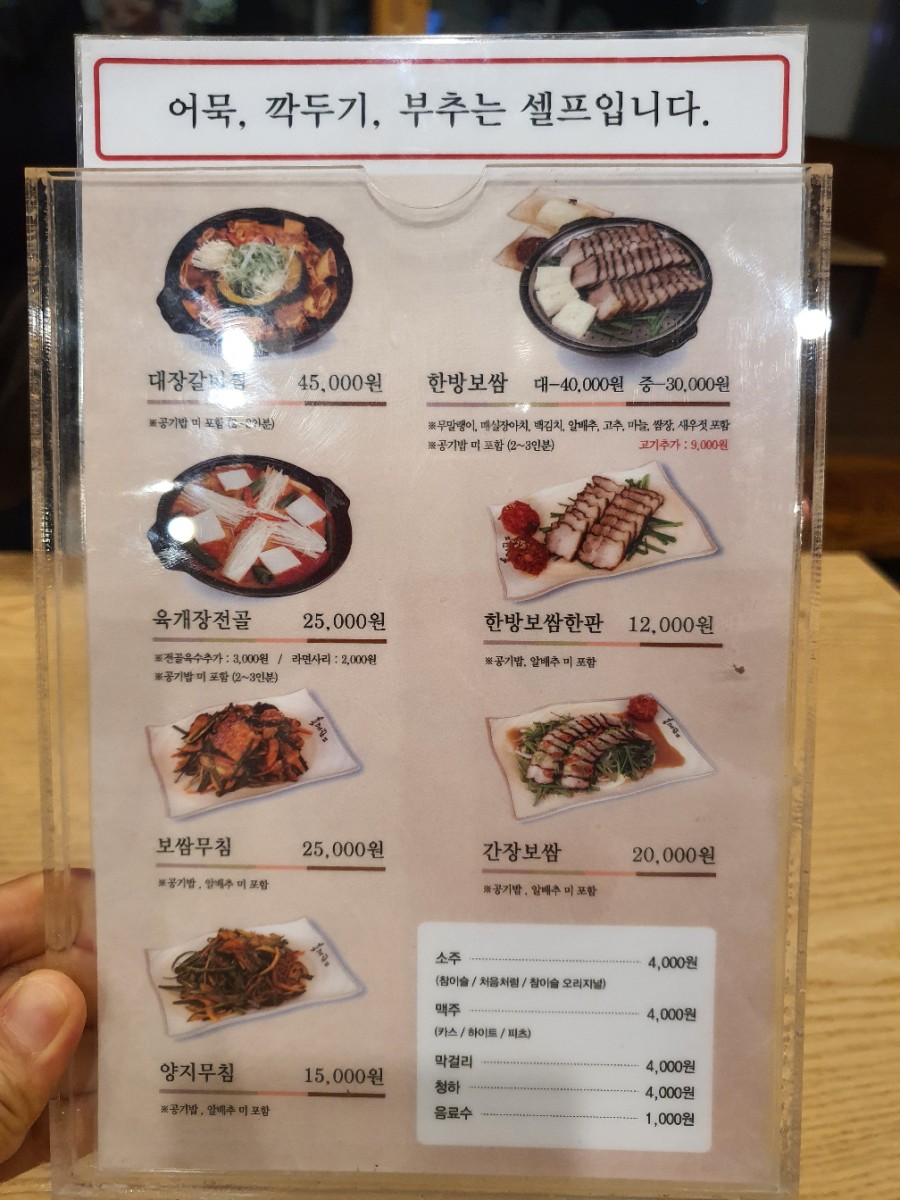 어묵, 깍두기, 부추는 셀프입니다.
대장갈비찜 45,000원
※공기밥 미 포함 (2~3인분)
한방보쌈 대-40,000원 중-30,000원
※무말랭이, 매실장아치, 백김치, 알배추, 고추, 마늘, 쌈장, 새우젓 포함
※공기밥 미 포함 (2~3인분) 고기추가 : 9,000원
육개장전골 25,000원
※전골육수추가 : 3,000원 / 라면사리 : 2,000원
※공기밥 미 포함 (2~3인분)
한방보쌈한판 12,000원
※공기밥, 알배추 미 포함
보쌈무침 25,000원
※공기밥 , 알배추 미 포함
간장보쌈 20,000원
※공기밥 , 알배추 미 포함
양지무침 15,000원
※공기밥 , 알배추 미 포함
소주 4,000원
(참이슬 / 처음처럼 / 참이슬 오리지널)
맥주 4,000원
(카스 / 하이트 / 피츠)
막걸리 4,000원
청하 4,000원
음료수 1,000원